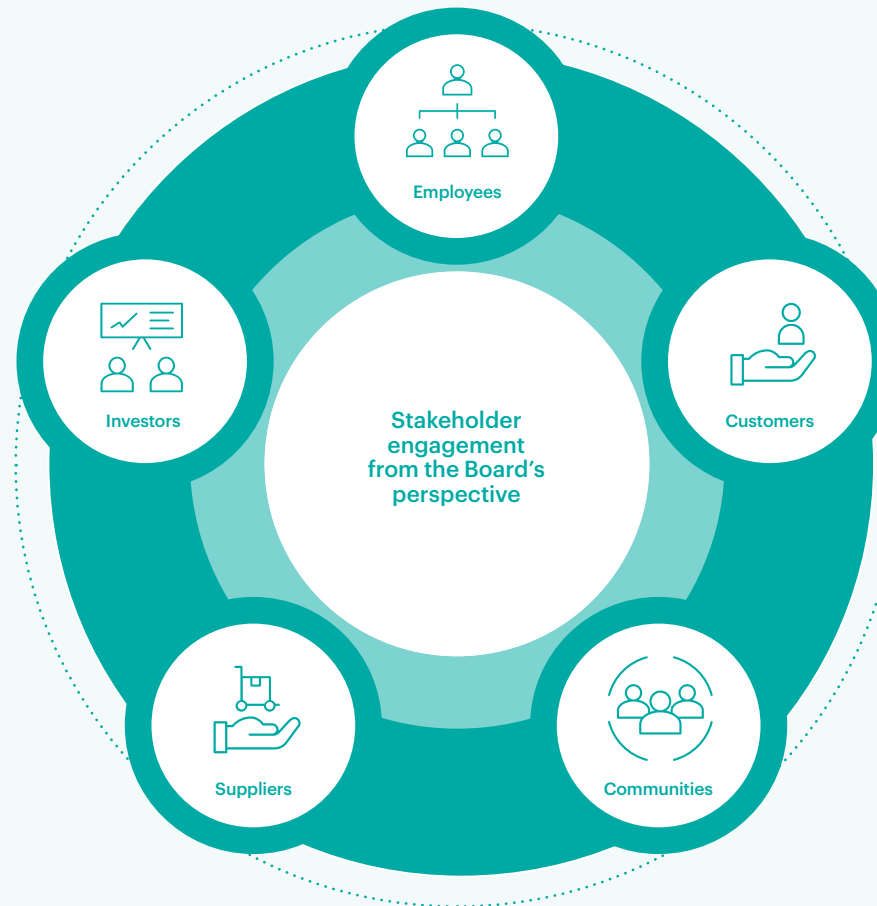 Employees
Investors
Customers
Stakeholder
engagement
from the Board’s
perspective
Suppliers
Communities